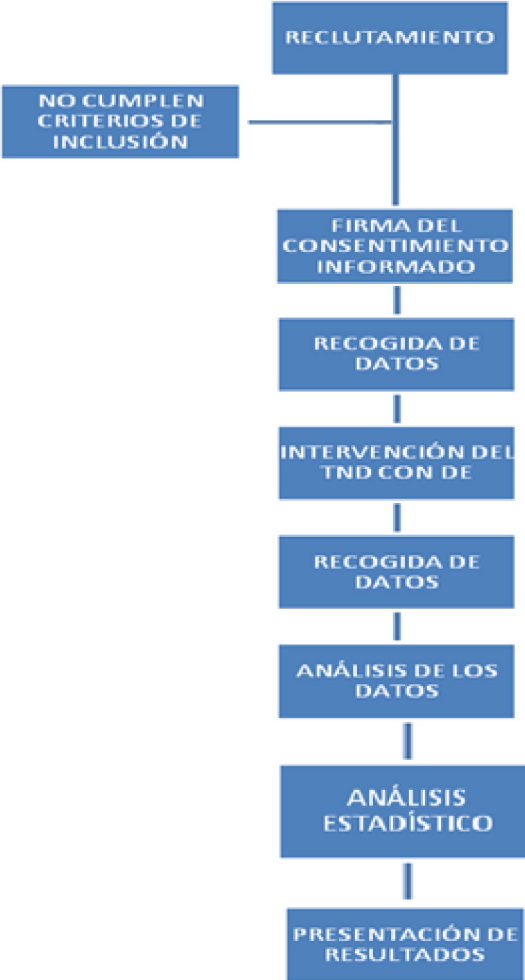 RECLUTAMIENTO
NO CUMPLEN
CRITERIOS DE
INCLUSIÓN
FIRMA DEL
CONSENTIMIENTO
INFORMADO
RECOGIDA DE
DATOS
INTERVENCIÓN DEL
TND CON DE
RECOGIDA DE
DATOS
ANÁLISIS DE LOS
DATOS
ANÁLISIS
ESTADÍSTICO
PRESENTACIÓN DE
RESULTADOS